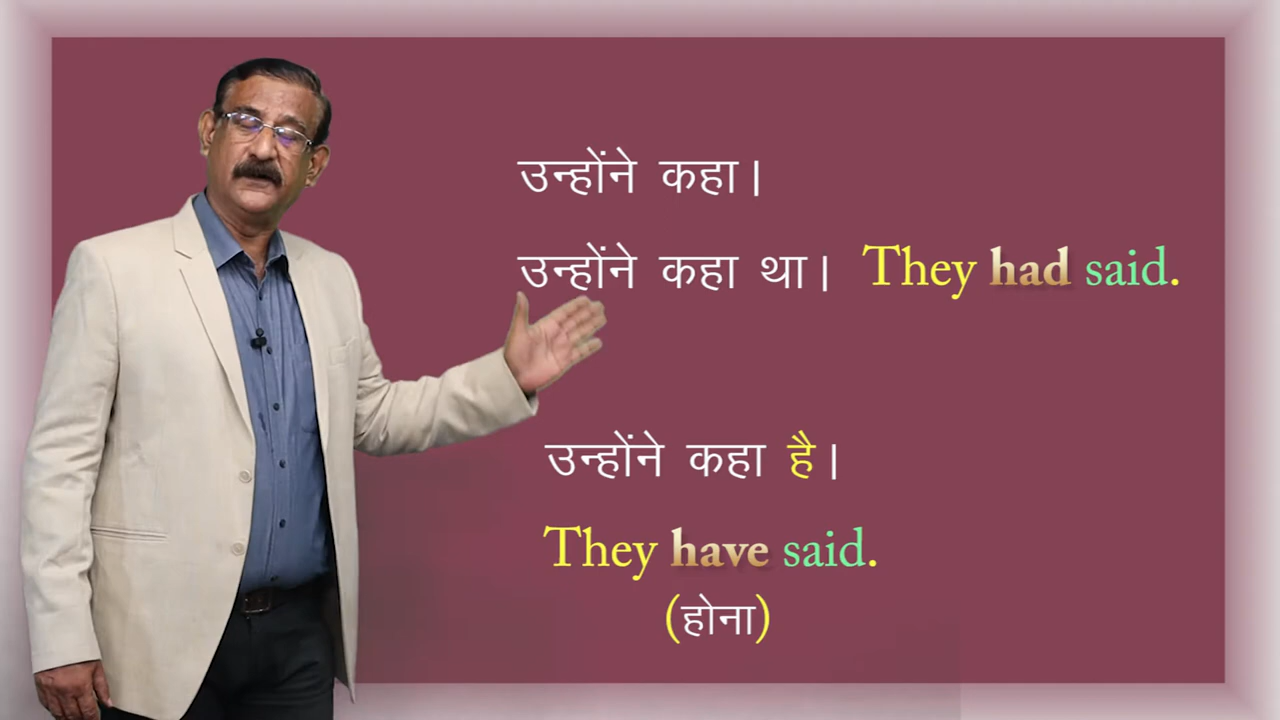 उन्होंने कहा।
उन्होंने कहा था। They had said.
उन्होंने कहा है।
They have said.
(होना)